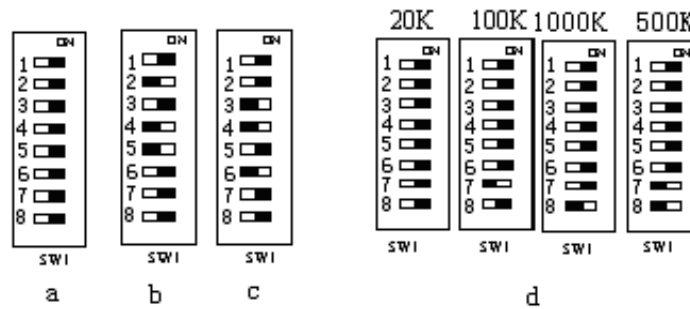 20K 100K 1000K 500K
ON ON ON ON ON ON ON
1 1 1 1 1 1 1
2 2 2 2 2 2 2
3 3 3 3 3 3 3
4 4 4 4 4 4 4
5 5 5 5 5 5 5
6 6 6 6 6 6 6
7 7 7 7 7 7 7
8 8 8 8 8 8 8
SW1 SW1 SW1 SW1 SW1 SW1 SW1
a b c d